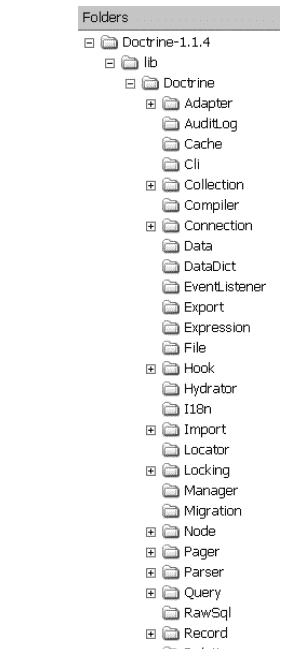 Folders
Doctrine-1.1.4
lib
Doctrine
Adapter
AuditLog
Cache
Cli
Collection
Compiler
Connection
Data
DataDict
EventListener
Export
Expression
File
Hook
Hydrator
I18n
Import
Locator
Locking
Manager
Migration
Node
Pager
Parser
Query
RawSql
Record